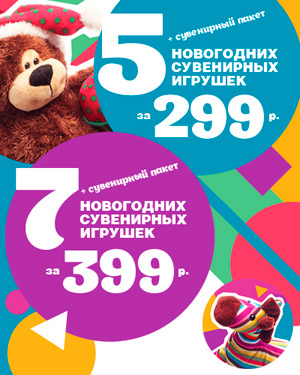 5
+ сувенирный пакет
НОВОГОДНИХ
СУВЕНИРНЫХ
ИГРУШЕК
за 299 р.
7
+ сувенирный пакет
НОВОГОДНИХ
СУВЕНИРНЫХ
ИГРУШЕК
за 399 р.